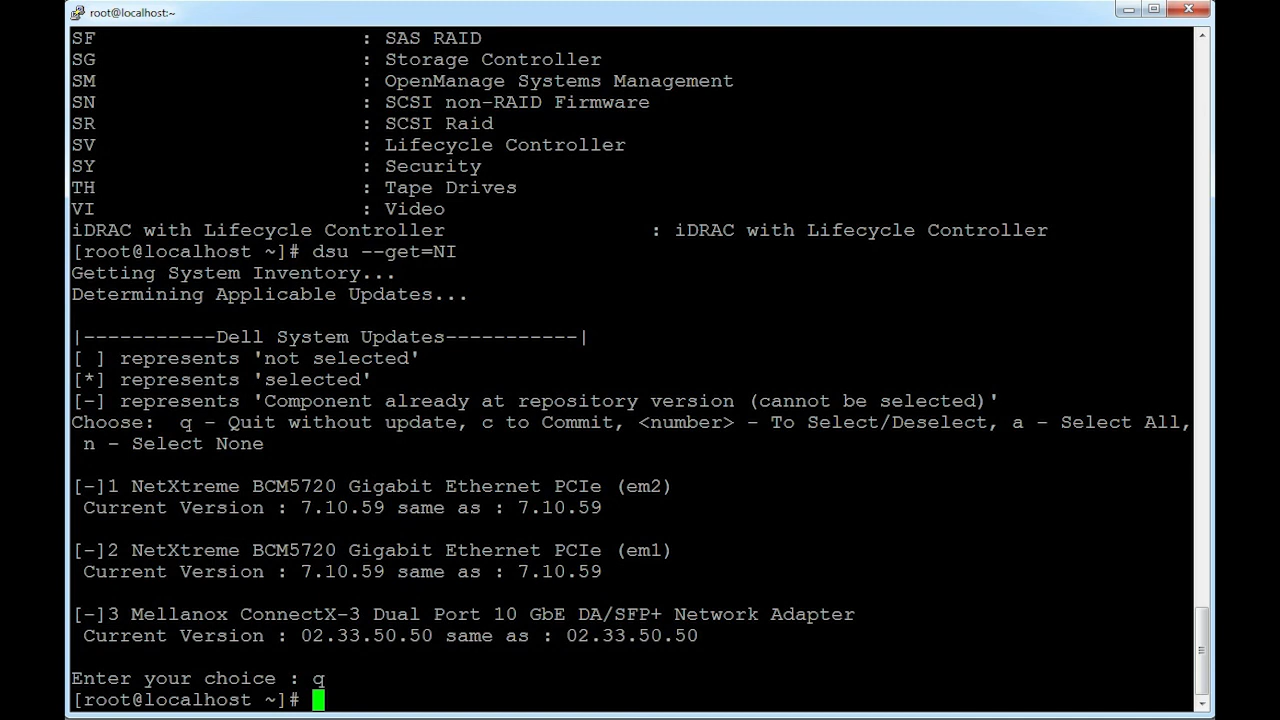 root@localhost:~
SF : SAS RAID
SG : Storage Controller
SM : OpenManage Systems Management
SN : SCSI non-RAID Firmware
SR : SCSI Raid
SV : Lifecycle Controller
SY : Security
TH : Tape Drives
VI : Video
iDRAC with Lifecycle Controller : iDRAC with Lifecycle Controller
[root@localhost ~]# dsu --get=NI
Getting System Inventory...
Determining Applicable Updates...
|-----------Dell System Updates-----------|
[ ] represents 'not selected'
[*] represents 'selected'
[-] represents 'Component already at repository version (cannot be selected)'
Choose:  q - Quit without update, c to Commit, <number> - To Select/Deselect, a - Select All,
n - Select None
[-]1 NetXtreme BCM5720 Gigabit Ethernet PCIe (em2)
Current Version : 7.10.59 same as : 7.10.59
[-]2 NetXtreme BCM5720 Gigabit Ethernet PCIe (em1)
Current Version : 7.10.59 same as : 7.10.59
[-]3 Mellanox ConnectX-3 Dual Port 10 GbE DA/SFP+ Network Adapter
Current Version : 02.33.50.50 same as : 02.33.50.50
Enter your choice : q
[root@localhost ~]#